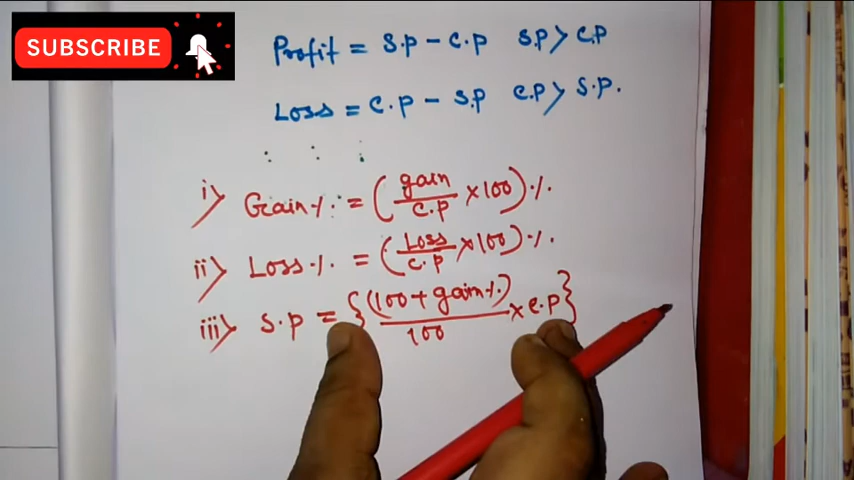 SUBSCRIBE
Profit = S.P - C.P S.P > C.P
Loss = C.P - S.P C.P > S.P.
i) Gain% = (gain/C.P × 100)%
ii) Loss% = (Loss/C.P × 100)%
iii) S.P = {(100 + gain%)/100 × C.P}